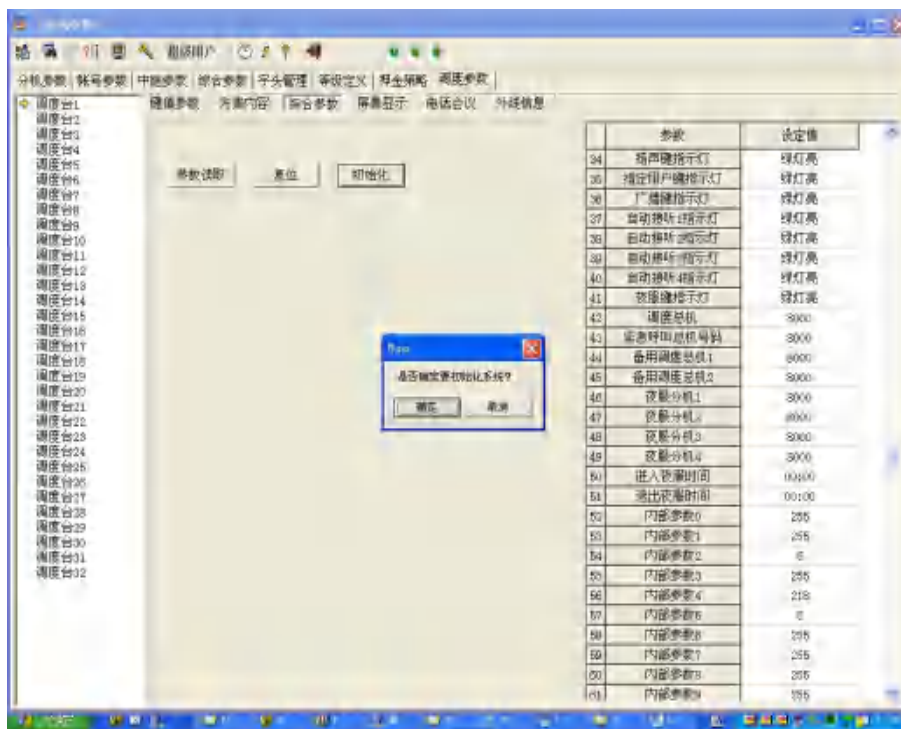 超级用户
分机参数 帐号参数 中继参数 综合参数 字头管理 等级定义 押金策略 调度参数
键值参数 方案内容 综合参数 屏幕显示 电话会议 外线信息
调度台1
调度台2
调度台3
调度台4
调度台5
调度台6
调度台7
调度台8
调度台9
调度台10
调度台11
调度台12
调度台13
调度台14
调度台15
调度台16
调度台17
调度台18
调度台19
调度台20
调度台21
调度台22
调度台23
调度台24
调度台25
调度台26
调度台27
调度台28
调度台29
调度台30
调度台31
调度台32
参数读取 复位 初始化
是否确定要初始化系统?
确定 取消
参数 设定值
34 扬声键指示灯 绿灯亮
35 指定用户键指示灯 绿灯亮
36 广播键指示灯 绿灯亮
37 自动接听1指示灯 绿灯亮
38 自动接听2指示灯 绿灯亮
39 自动接听3指示灯 绿灯亮
40 自动接听4指示灯 绿灯亮
41 夜服键指示灯 绿灯亮
42 调度总机 8000
43 紧急呼叫总机号码 8000
44 备用调度总机1 8000
45 备用调度总机2 8000
46 夜服分机1 8000
47 夜服分机2 8000
48 夜服分机3 8000
49 夜服分机4 8000
50 进入夜服时间 00:00
51 退出夜服时间 00:00
52 内部参数0 255
53 内部参数1 255
54 内部参数2
55 内部参数3 255
56 内部参数4 218
57 内部参数5
58 内部参数6 255
59 内部参数7 255
60 内部参数8 255
61 内部参数9 255